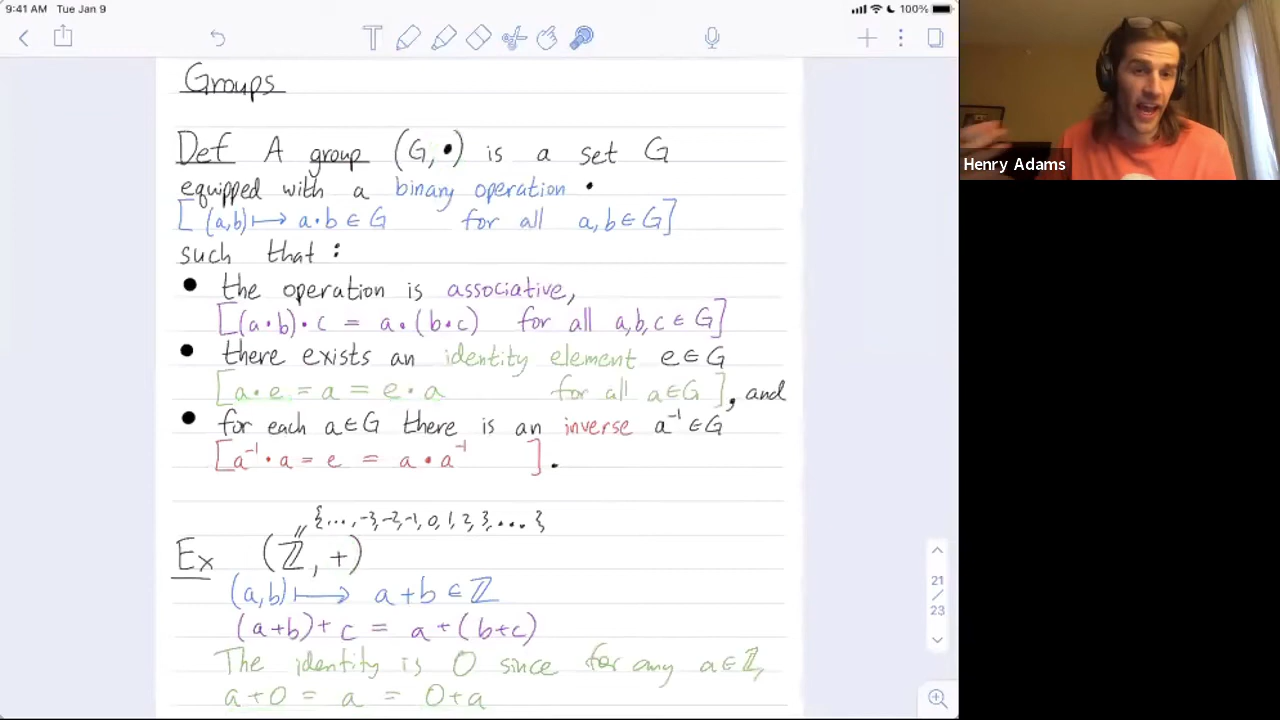 9:41 AM Tue Jan 9
100%
Groups
Def A group (G, •) is a set G
equipped with a binary operation •
[(a,b) ⟼ a•b ∈ G for all a,b ∈ G]
such that :
• the operation is associative,
[(a•b)•c = a•(b•c) for all a,b,c ∈ G]
• there exists an identity element e ∈ G
[a•e = a = e•a for all a ∈ G], and
• for each a ∈ G there is an inverse a⁻¹ ∈ G
[a⁻¹•a = e = a•a⁻¹ ].
{..., -3,-2,-1, 0, 1, 2, 3, ...}
Ex (ℤ, +)
(a,b) ⟼ a+b ∈ ℤ
(a+b)+c = a+(b+c)
The identity is 0 since for any a ∈ ℤ,
a+0 = a = 0+a
21
/
23
Henry Adams